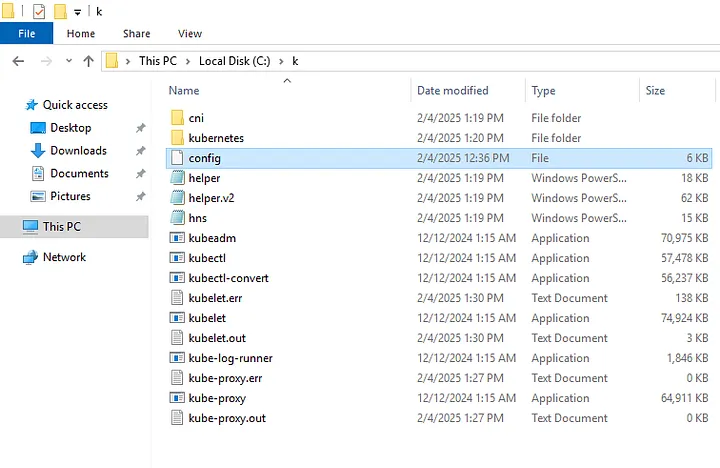 k
File Home Share View
This PC Local Disk (C:) k
Name Date modified Type Size
Quick access
Desktop
Downloads
Documents
Pictures
This PC
Network
cni 2/4/2025 1:19 PM File folder
kubernetes 2/4/2025 1:20 PM File folder
config 2/4/2025 12:36 PM File 6 KB
helper 2/4/2025 1:19 PM Windows PowerS... 18 KB
helper.v2 2/4/2025 1:19 PM Windows PowerS... 62 KB
hns 2/4/2025 1:19 PM Windows PowerS... 15 KB
kubeadm 12/12/2024 1:15 AM Application 70,975 KB
kubectl 12/12/2024 1:15 AM Application 57,478 KB
kubectl-convert 12/12/2024 1:15 AM Application 56,237 KB
kubelet.err 2/4/2025 1:30 PM Text Document 138 KB
kubelet 12/12/2024 1:15 AM Application 74,924 KB
kubelet.out 2/4/2025 1:30 PM Text Document 3 KB
kube-log-runner 12/12/2024 1:15 AM Application 1,846 KB
kube-proxy.err 2/4/2025 1:27 PM Text Document 0 KB
kube-proxy 12/12/2024 1:15 AM Application 64,911 KB
kube-proxy.out 2/4/2025 1:27 PM Text Document 0 KB